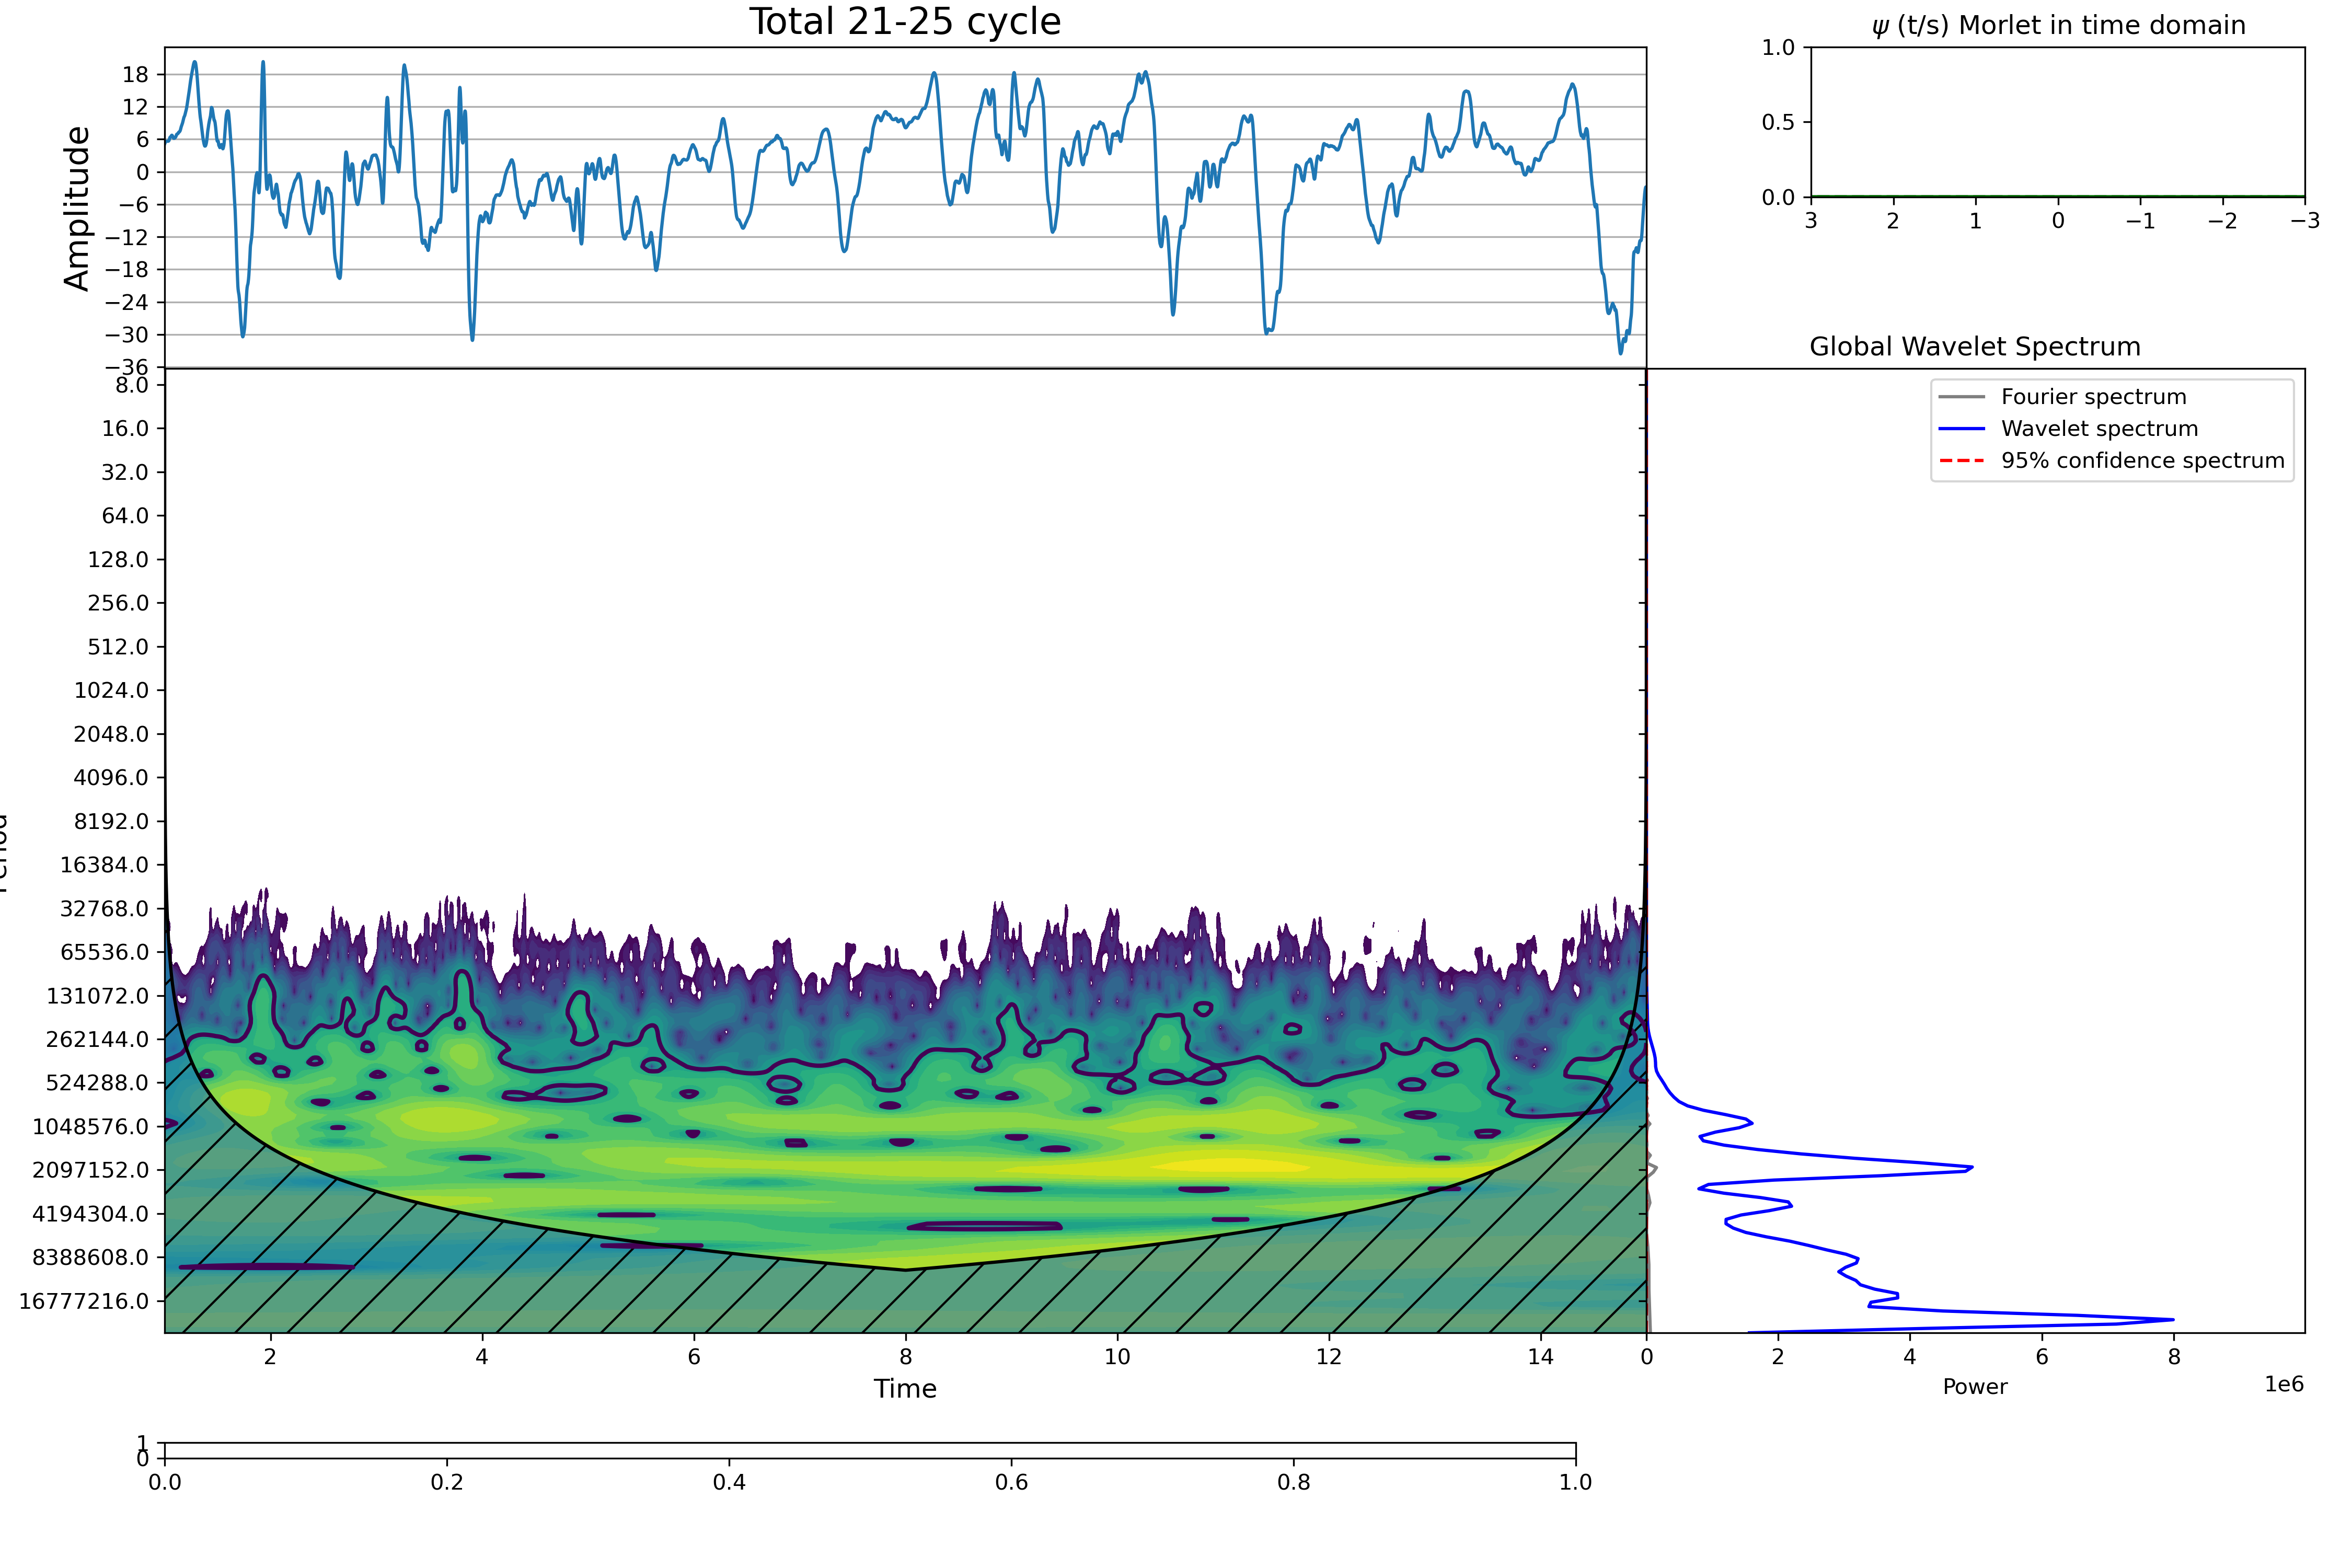 Total 21-25 cycle
ψ (t/s) Morlet in time domain
Amplitude
18
12
6
0
−6
−12
−18
−24
−30
−36
1.0
0.5
0.0
3 2 1 0 −1 −2 −3
Global Wavelet Spectrum
Fourier spectrum
Wavelet spectrum
95% confidence spectrum
8.0
16.0
32.0
64.0
128.0
256.0
512.0
1024.0
2048.0
4096.0
8192.0
16384.0
32768.0
65536.0
131072.0
262144.0
524288.0
1048576.0
2097152.0
4194304.0
8388608.0
16777216.0
2 4 6 8 10 12 14
Time
0 2 4 6 8
Power
1e6
1
0
0.0 0.2 0.4 0.6 0.8 1.0